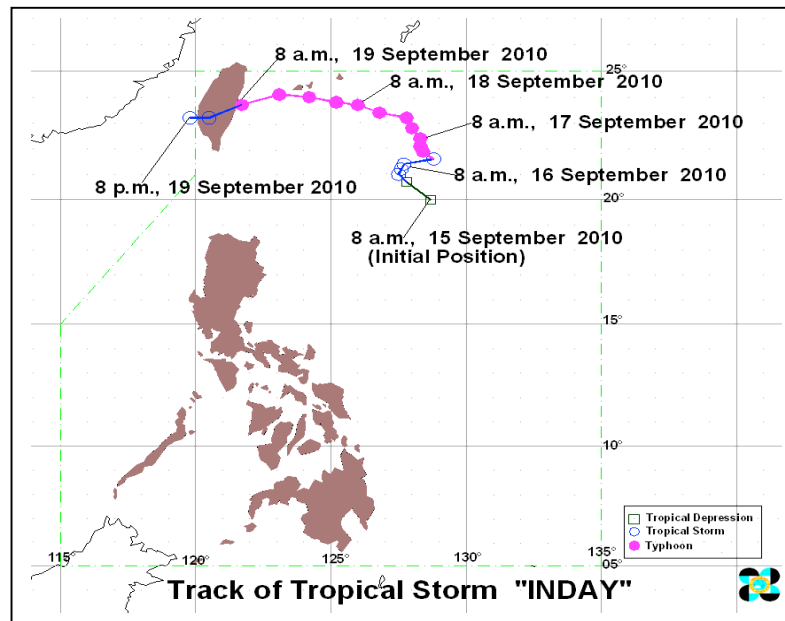 8 a.m., 19 September 2010
25°
8 a.m., 18 September 2010
8 a.m., 17 September 2010
8 a.m., 16 September 2010
8 p.m., 19 September 2010
20°
8 a.m., 15 September 2010
(Initial Position)
15°
10°
Tropical Depression
Tropical Storm
Typhoon
115° 120° 125° 130° 05°
Track of Tropical Storm "INDAY"